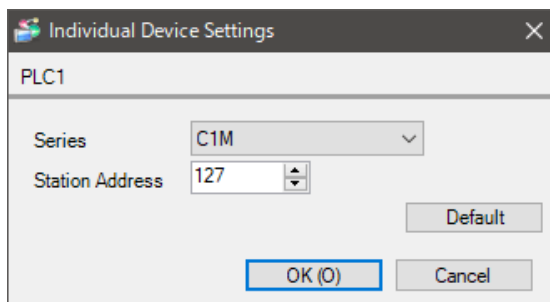 Individual Device Settings
PLC1
Series C1M
Station Address 127
Default
OK (O) Cancel